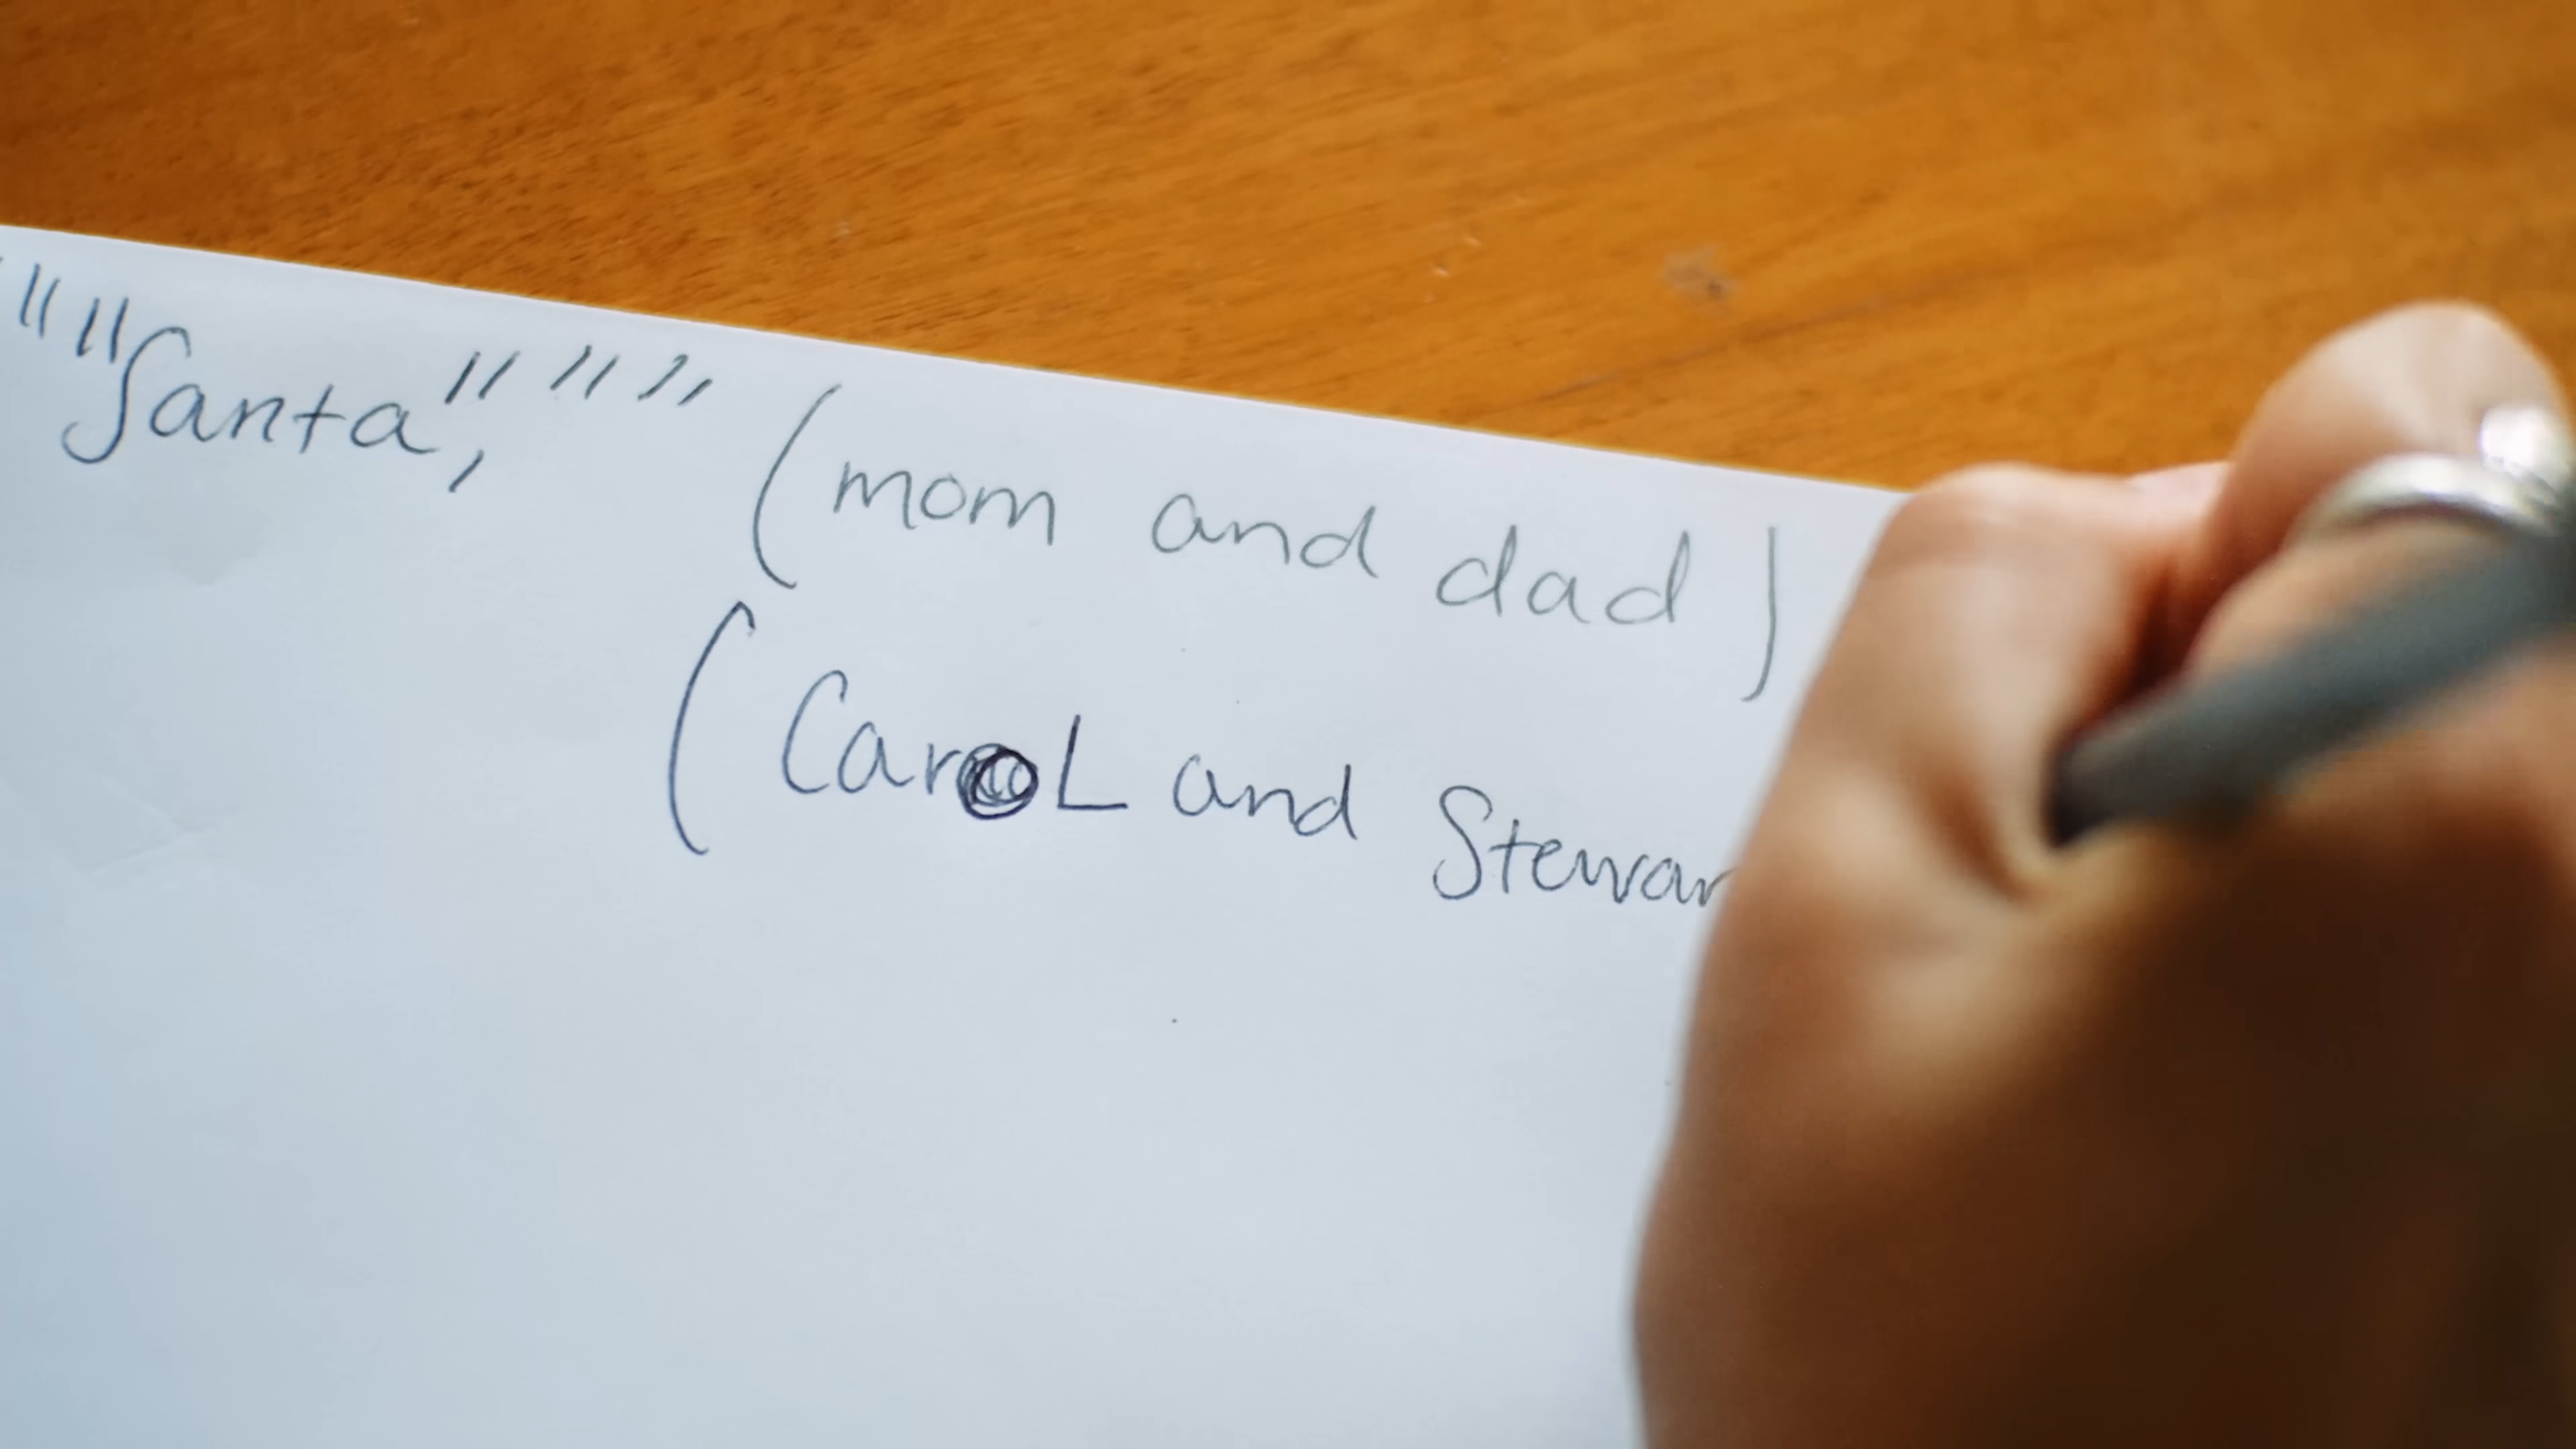 ""Santa," " " (mom and dad)
(CaroL and Stewar